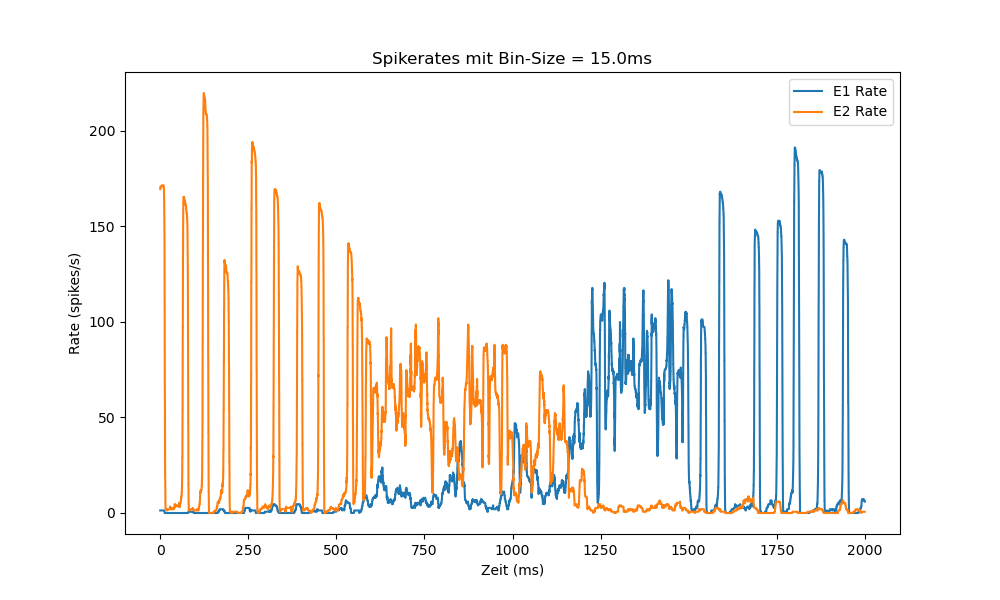 Spikerates mit Bin-Size = 15.0ms
E1 Rate
E2 Rate
200
150
100
50
0
Rate (spikes/s)
0 250 500 750 1000 1250 1500 1750 2000
Zeit (ms)